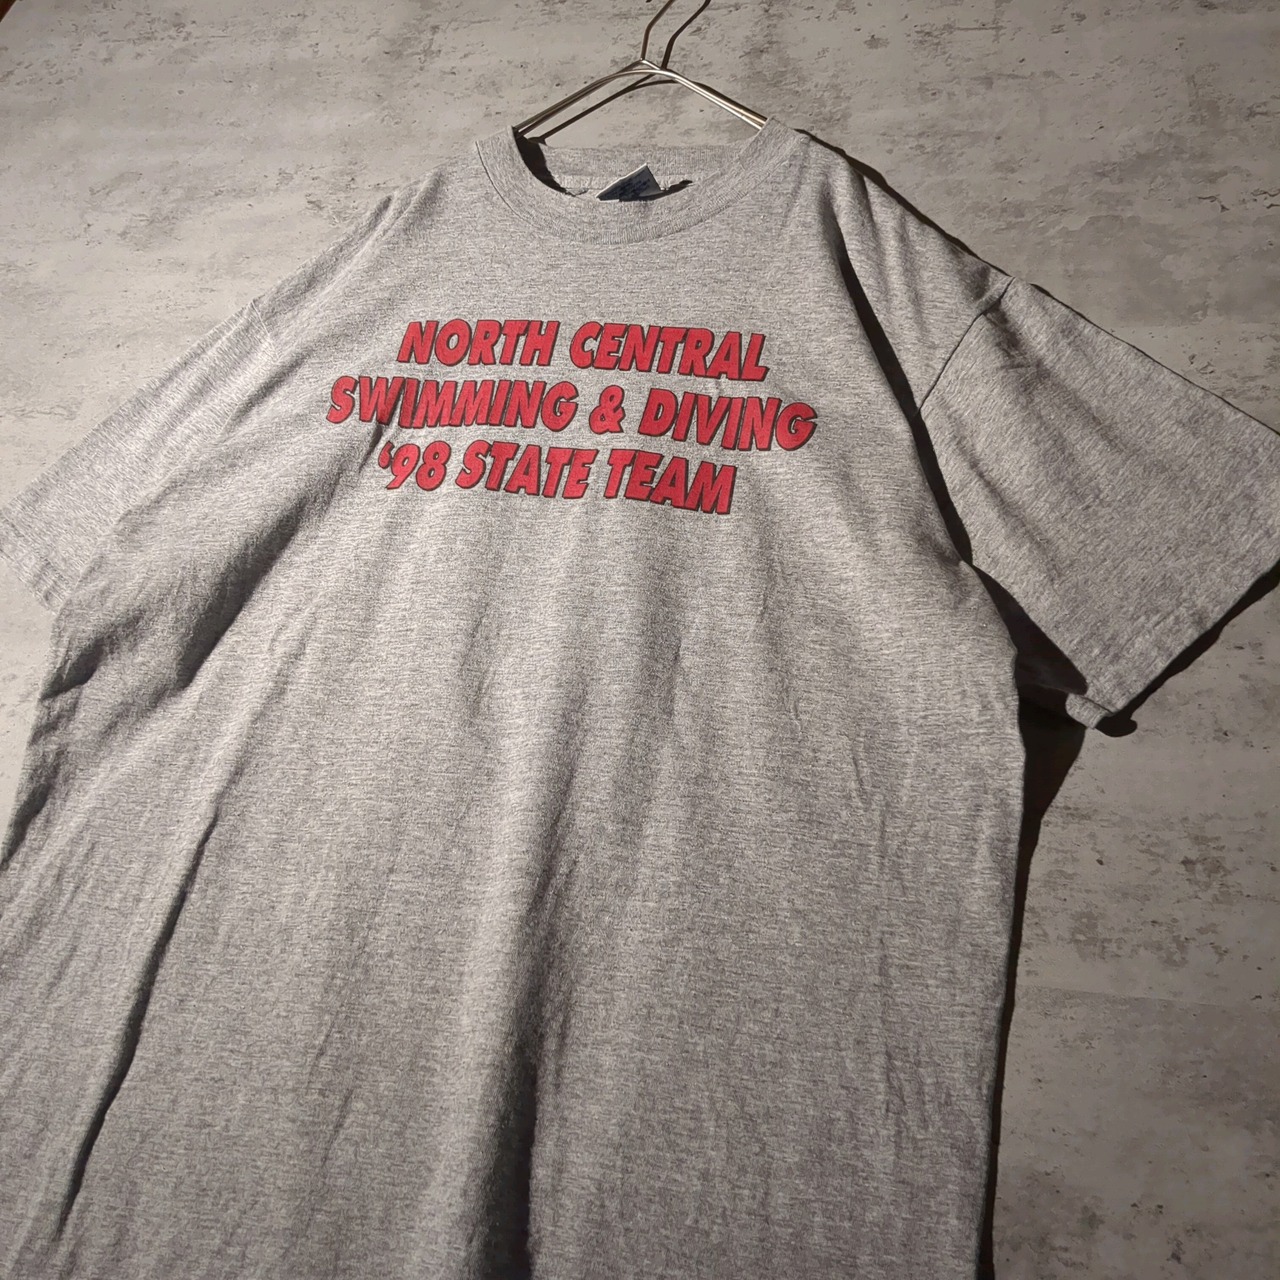 NORTH CENTRAL
SWIMMING & DIVING
‘98 STATE TEAM